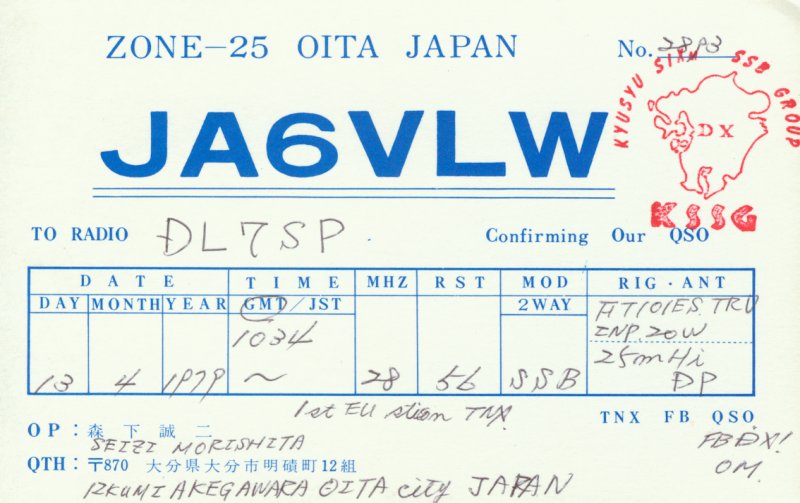 ZONE-25 OITA JAPAN No. 2893
KYUSYU SIXM SSB GROUP
DX
KSSG
JA6VLW
TO RADIO DL7SP. Confirming Our QSO
DATE TIME MHZ RST MOD RIG・ANT
DAY MONTH YEAR GMT/JST 2WAY
FT101ES. TRV
1034 INP. 20W
13 4 1979 ~ 28 56 SSB 25mHi
DP
1st EU station TNX! TNX FB QSO
OP:森下誠二 FB DX!
SEIZI MORISHITA OM.
QTH:〒870 大分県大分市明磧町12組
12KUMI AKEGAWARA OITA city JAPAN